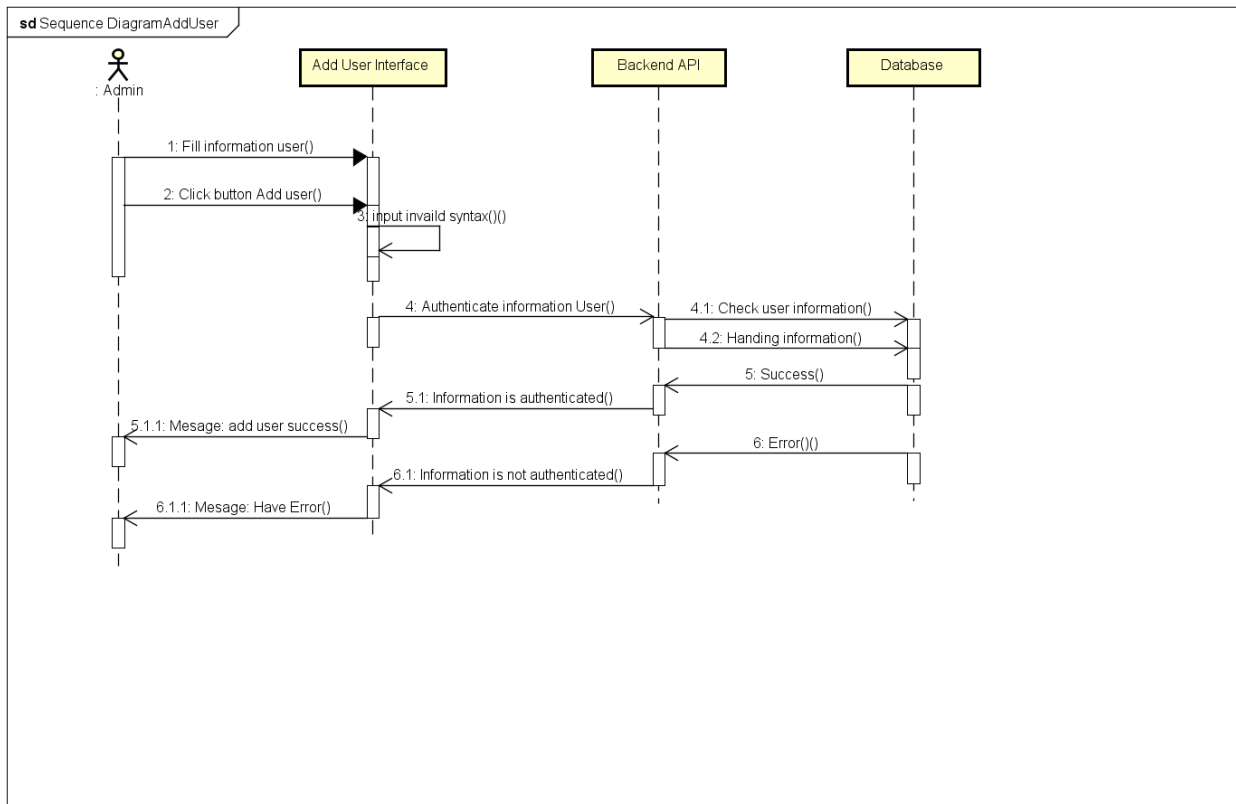 sd Sequence DiagramAddUser
: Admin
Add User Interface
Backend API
Database
1: Fill information user()
2: Click button Add user()
3: input invaild syntax()()
4: Authenticate information User()
4.1: Check user information()
4.2: Handing information()
5: Success()
5.1: Information is authenticated()
5.1.1: Mesage: add user success()
6: Error()()
6.1: Information is not authenticated()
6.1.1: Mesage: Have Error()